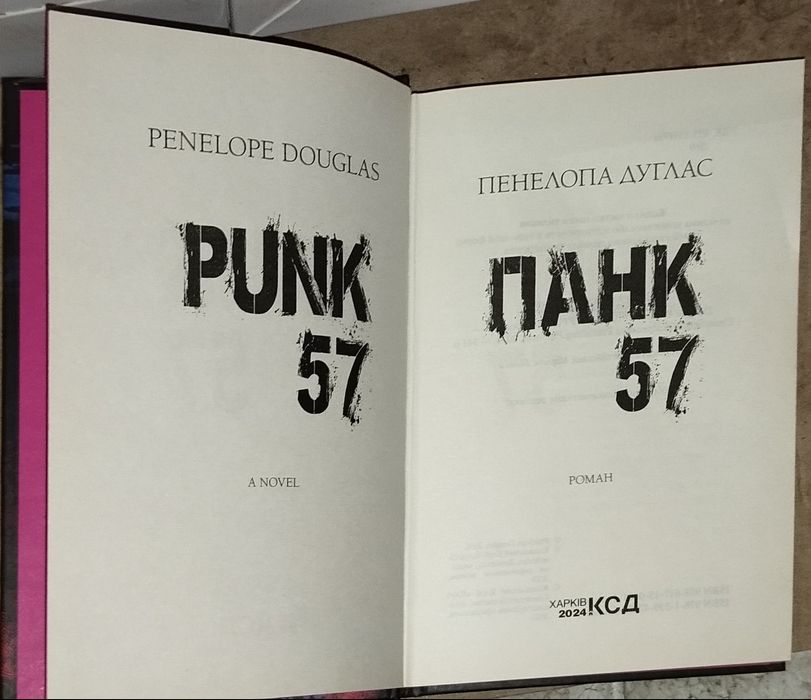 PENELOPE DOUGLAS
PUNK
57
A NOVEL
ПЕНЕЛОПА ДУГЛАС
ПАНК
57
РОМАН
ХАРКІВ КСД
2024